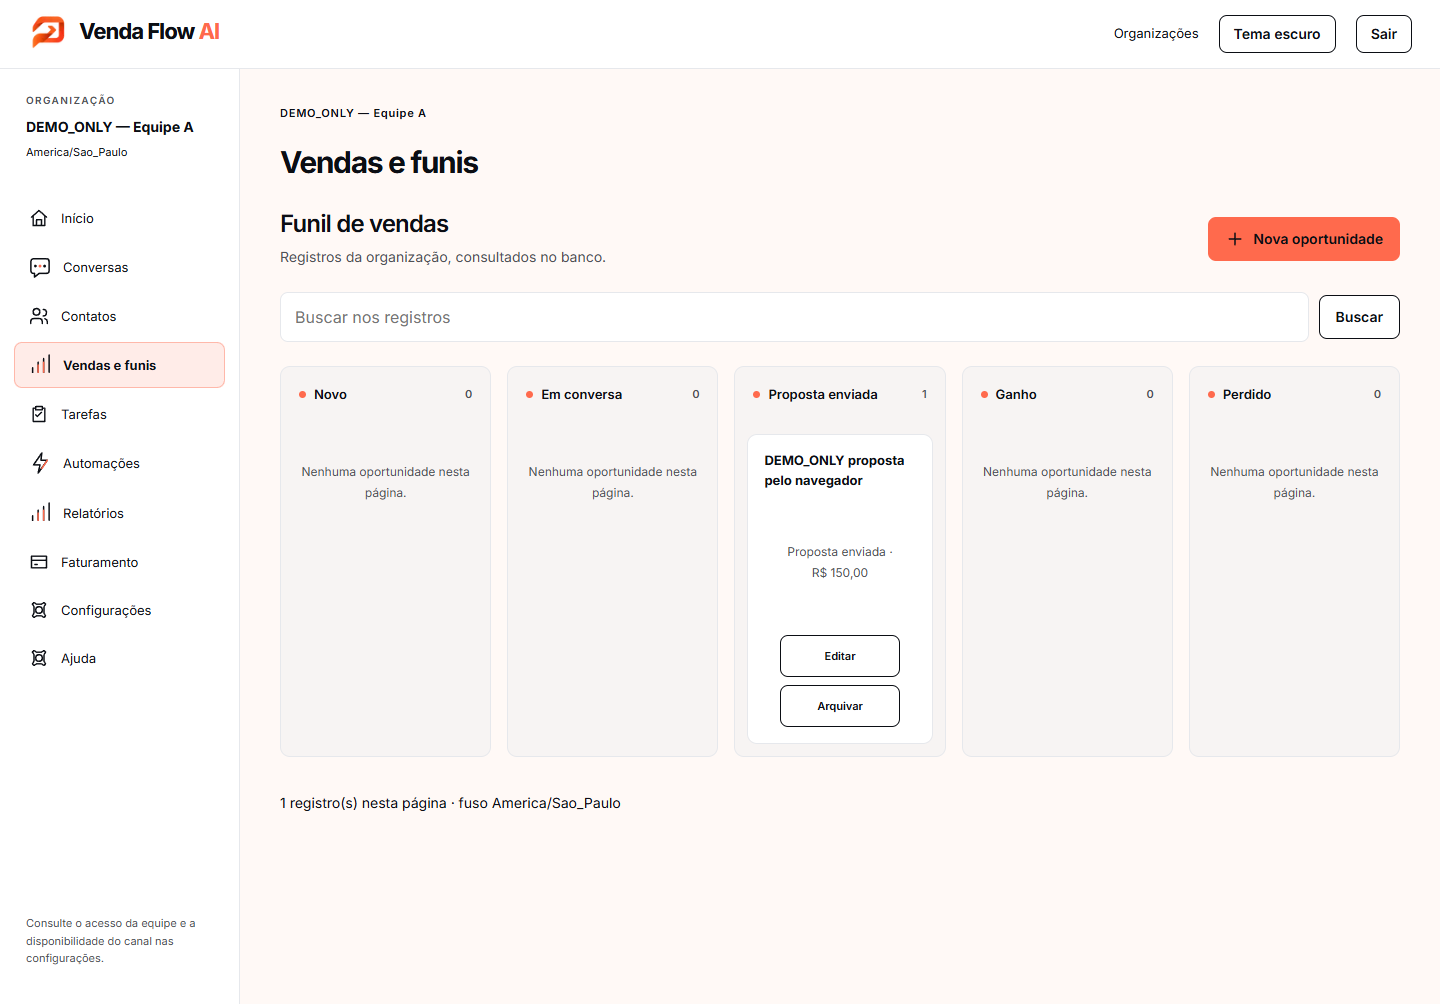 Venda Flow AI
Organizações
Tema escuro
Sair
ORGANIZAÇÃO
DEMO_ONLY — Equipe A
America/Sao_Paulo
Início
Conversas
Contatos
Vendas e funis
Tarefas
Automações
Relatórios
Faturamento
Configurações
Ajuda
Consulte o acesso da equipe e a
disponibilidade do canal nas
configurações.
DEMO_ONLY — Equipe A
Vendas e funis
Funil de vendas
Registros da organização, consultados no banco.
Nova oportunidade
Buscar nos registros
Buscar
Novo 0
Nenhuma oportunidade nesta
página.
Em conversa 0
Nenhuma oportunidade nesta
página.
Proposta enviada 1
DEMO_ONLY proposta
pelo navegador
Proposta enviada ·
R$ 150,00
Editar
Arquivar
Ganho 0
Nenhuma oportunidade nesta
página.
Perdido 0
Nenhuma oportunidade nesta
página.
1 registro(s) nesta página · fuso America/Sao_Paulo